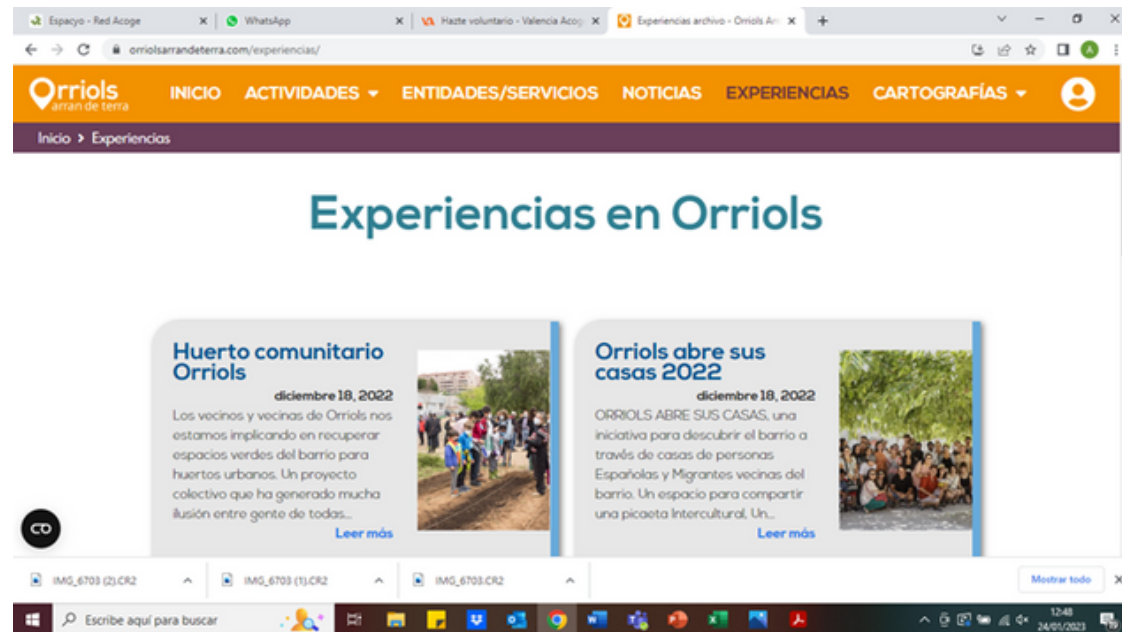 Espacyo - Red Acoge
WhatsApp
Hazte voluntario - Valencia Acog
Experiencias archivo - Orriols Arr
orriolsarrandeterra.com/experiencias/
Orriols
arran de terra
INICIO
ACTIVIDADES
ENTIDADES/SERVICIOS
NOTICIAS
EXPERIENCIAS
CARTOGRAFÍAS
Inicio > Experiencias
Experiencias en Orriols
Huerto comunitario
Orriols
diciembre 18, 2022
Los vecinos y vecinas de Orriols nos
estamos implicando en recuperar
espacios verdes del barrio para
huertos urbanos. Un proyecto
colectivo que ha generado mucha
ilusión entre gente de todas...
Leer más
Orriols abre sus
casas 2022
diciembre 18, 2022
ORRIOLS ABRE SUS CASAS, una
iniciativa para descubrir el barrio a
través de casas de personas
Españolas y Migrantes vecinas del
barrio. Un espacio para compartir
una picaeta Intercultural, Un...
Leer más
IMG_6703 (2).CR2
IMG_6703 (1).CR2
IMG_6703.CR2
Mostrar todo
Escribe aquí para buscar
12:48
24/01/2023